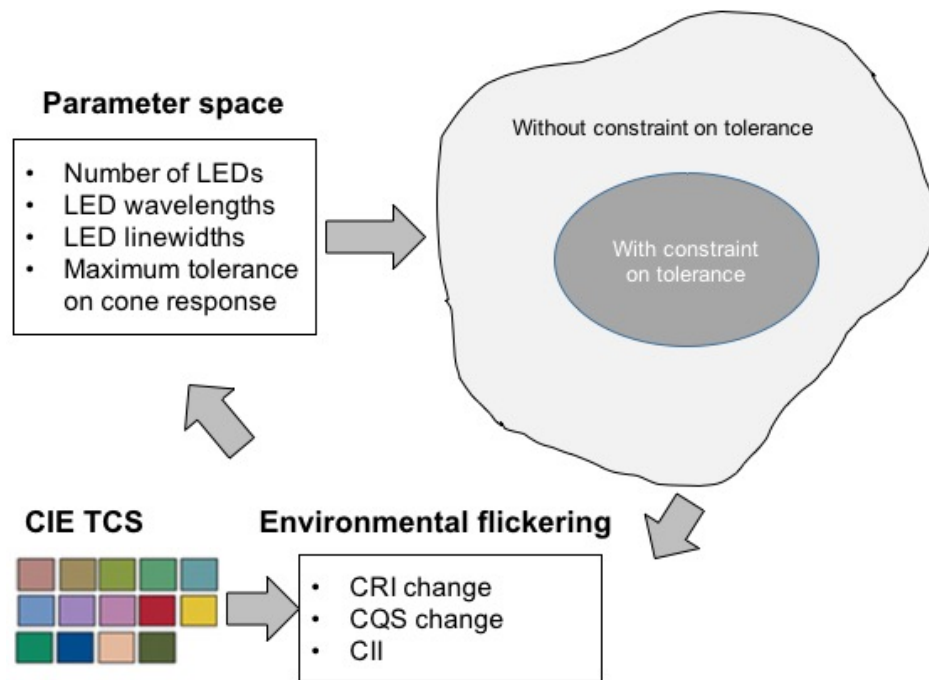 Parameter space
• Number of LEDs
• LED wavelengths
• LED linewidths
• Maximum tolerance
on cone response
Without constraint on tolerance
With constraint
on tolerance
CIE TCS
Environmental flickering
• CRI change
• CQS change
• CII